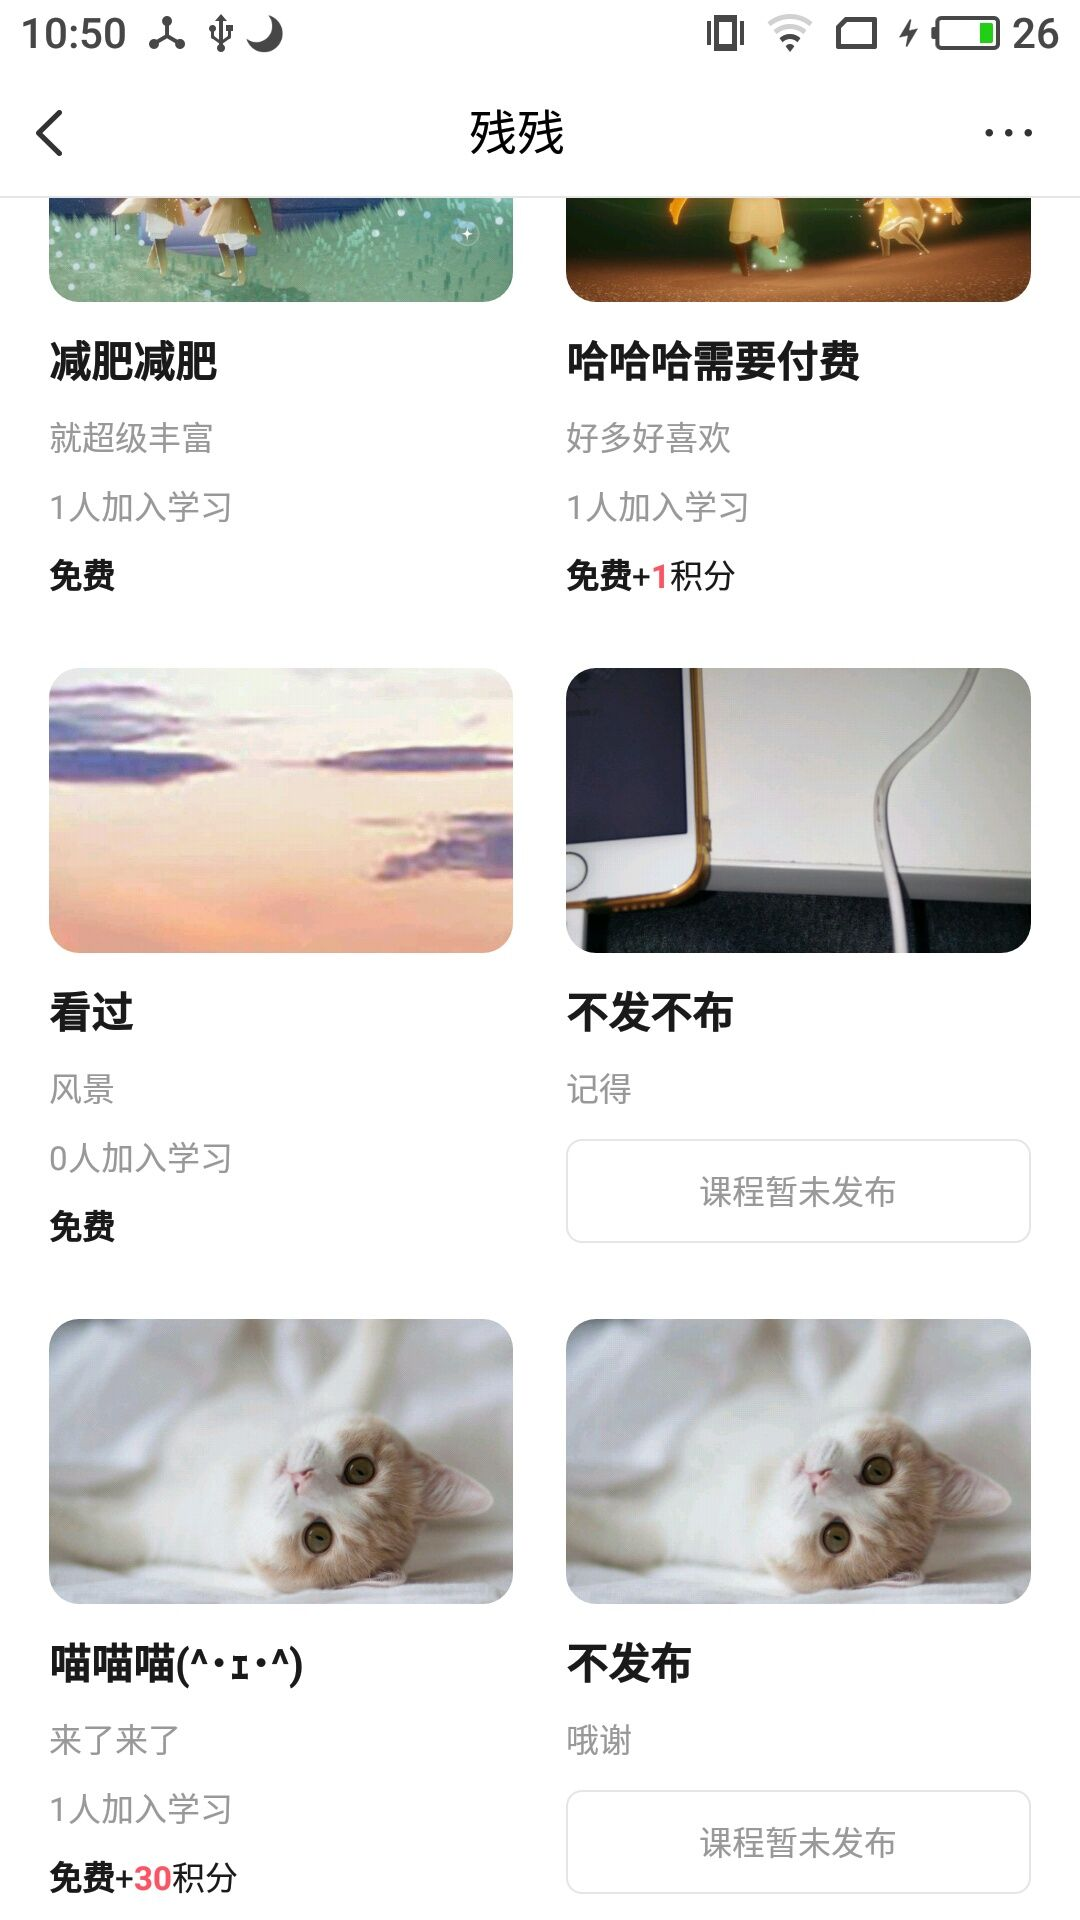 10:50
26
残残
减肥减肥
就超级丰富
1人加入学习
免费
哈哈哈需要付费
好多好喜欢
1人加入学习
免费+1积分
看过
风景
0人加入学习
免费
不发不布
记得
课程暂未发布
喵喵喵(^･ｪ･^)
来了来了
1人加入学习
免费+30积分
不发布
哦谢
课程暂未发布